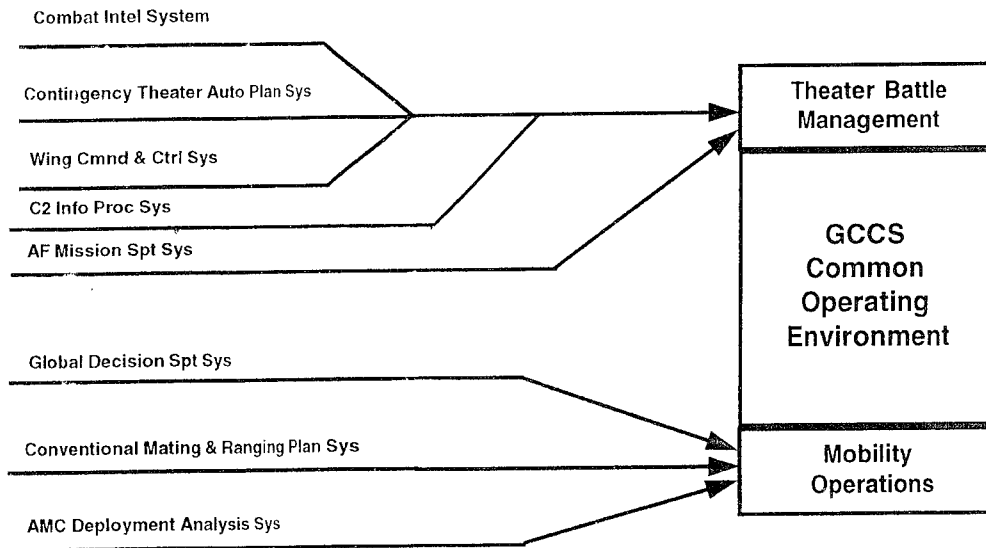 Combat Intel System
Contingency Theater Auto Plan Sys
Wing Cmnd & Ctrl Sys
C2 Info Proc Sys
AF Mission Spt Sys
Global Decision Spt Sys
Conventional Mating & Ranging Plan Sys
AMC Deployment Analysis Sys
Theater Battle
Management
GCCS
Common
Operating
Environment
Mobility
Operations